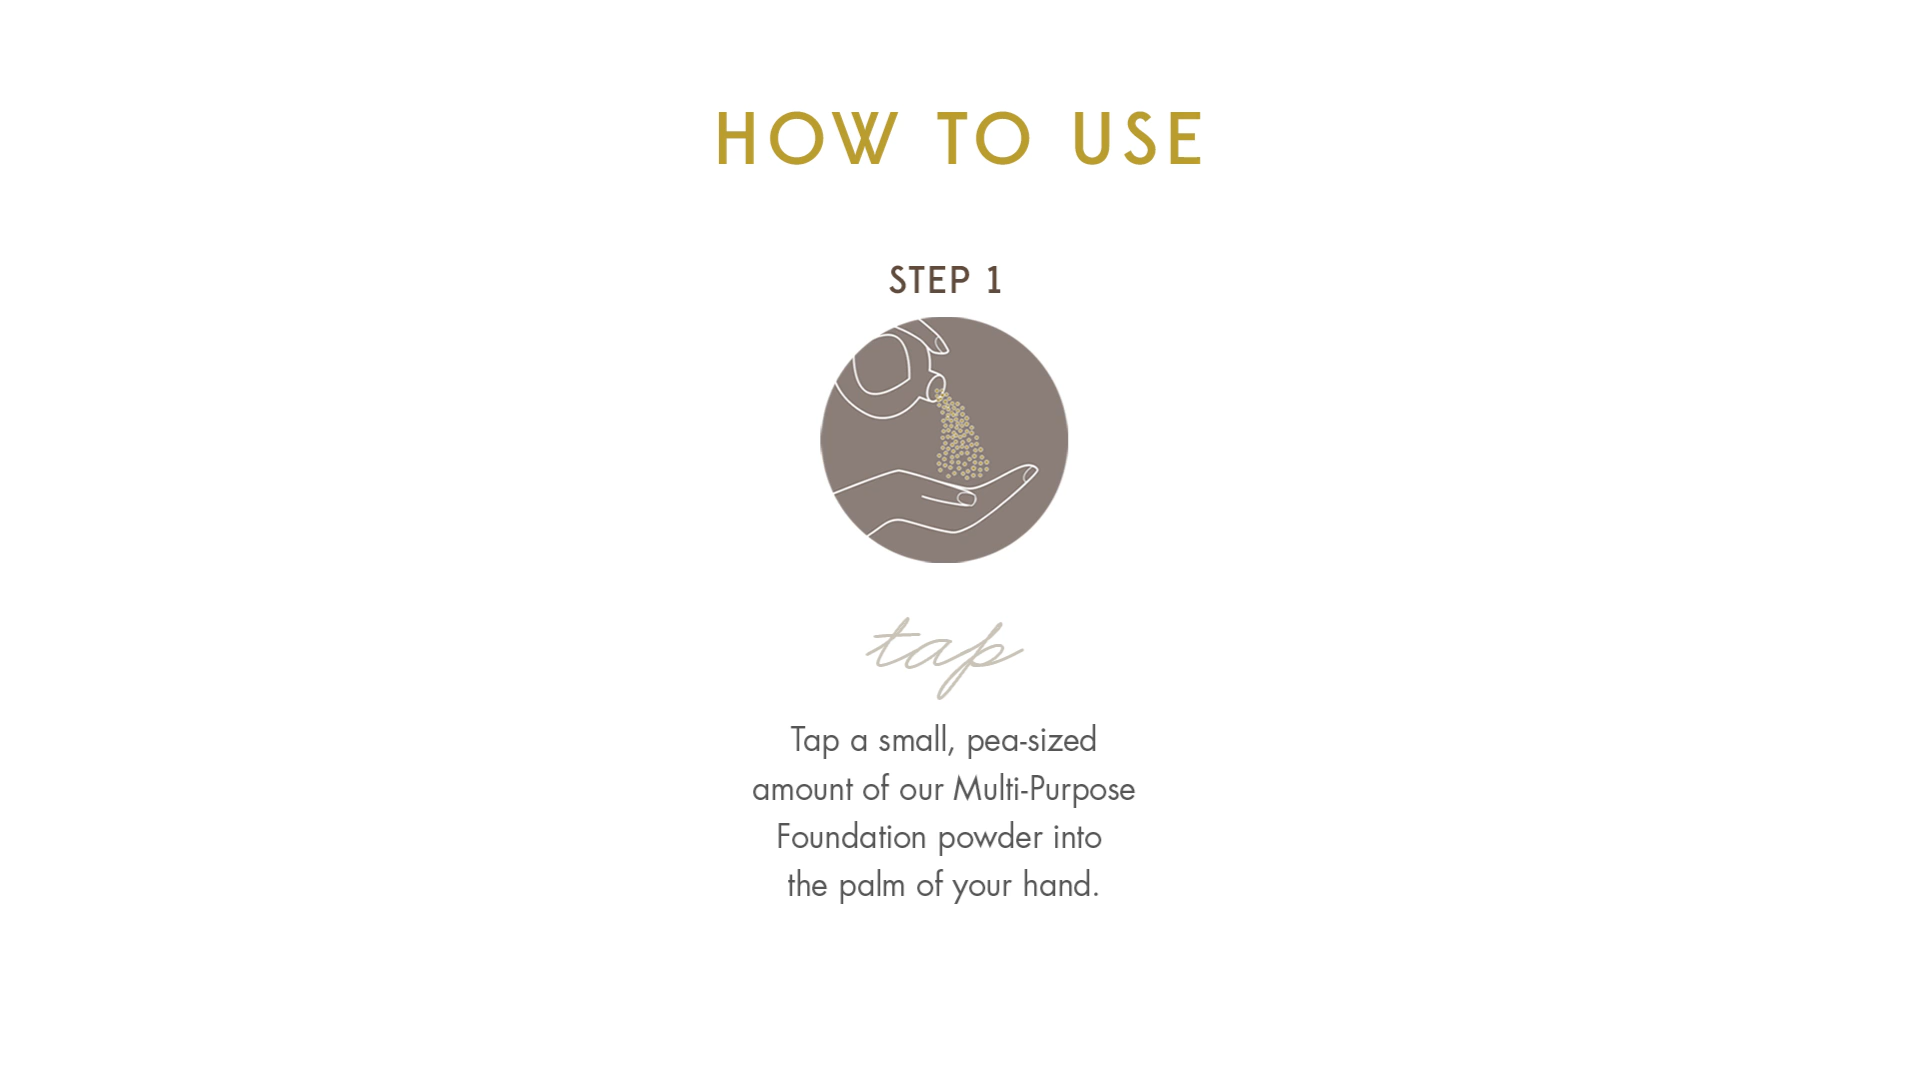 HOW TO USE
STEP 1
tap
Tap a small, pea-sized
amount of our Multi-Purpose
Foundation powder into
the palm of your hand.